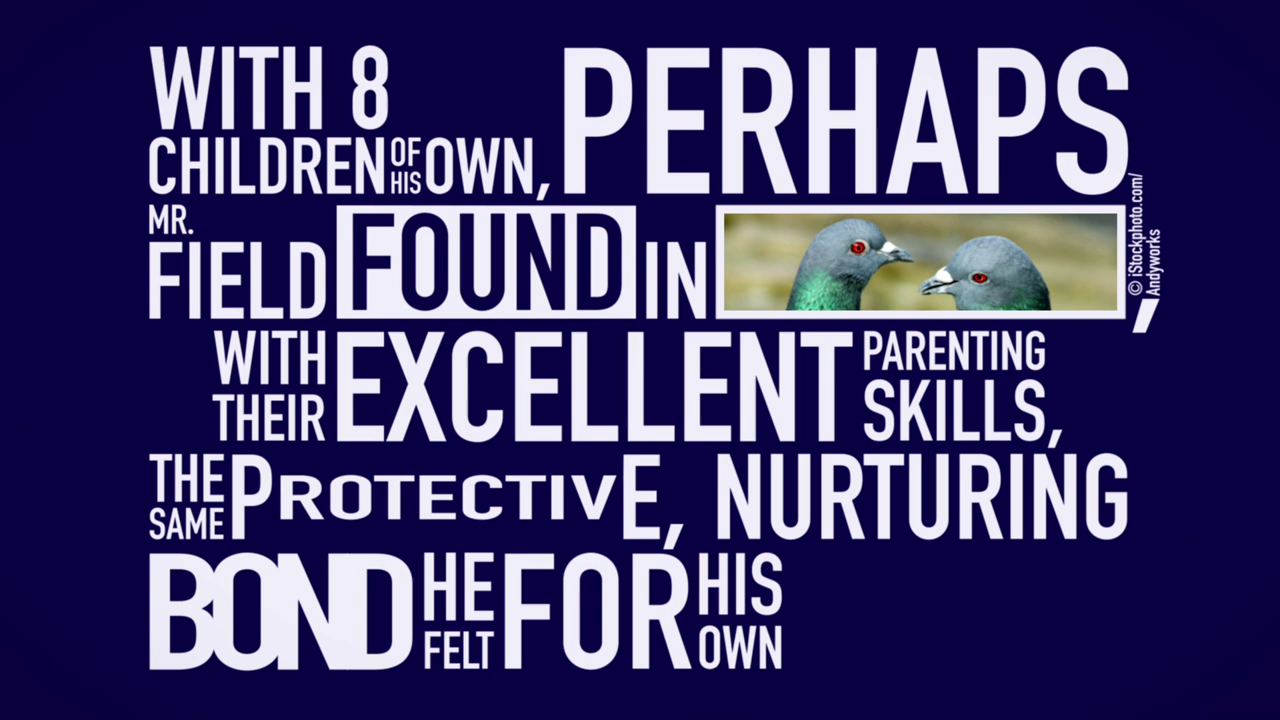 WITH 8
CHILDREN OF HIS OWN, PERHAPS
MR.
FIELD FOUND IN ,
© iStockphoto.com/
Andyworks
WITH THEIR EXCELLENT PARENTING SKILLS,
THE SAME PROTECTIVE, NURTURING
BOND HE FELT FOR HIS OWN